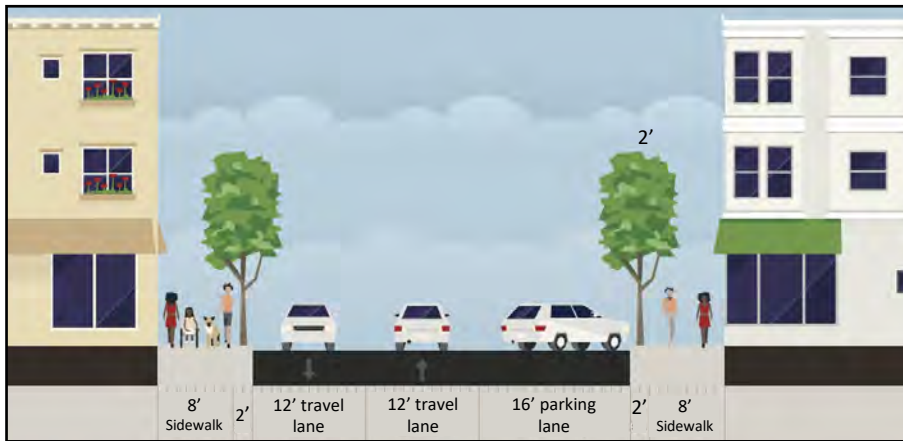 2’
8’
Sidewalk
2’
12’ travel
lane
12’ travel
lane
16’ parking
lane
2’
8’
Sidewalk